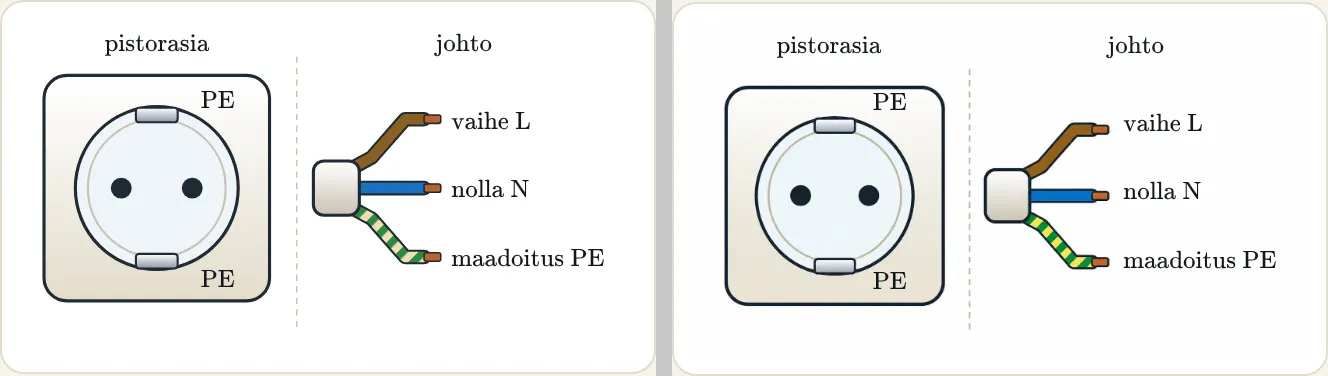 pistorasia
johto
PE
vaihe L
nolla N
maadoitus PE
PE
pistorasia
johto
PE
vaihe L
nolla N
maadoitus PE
PE